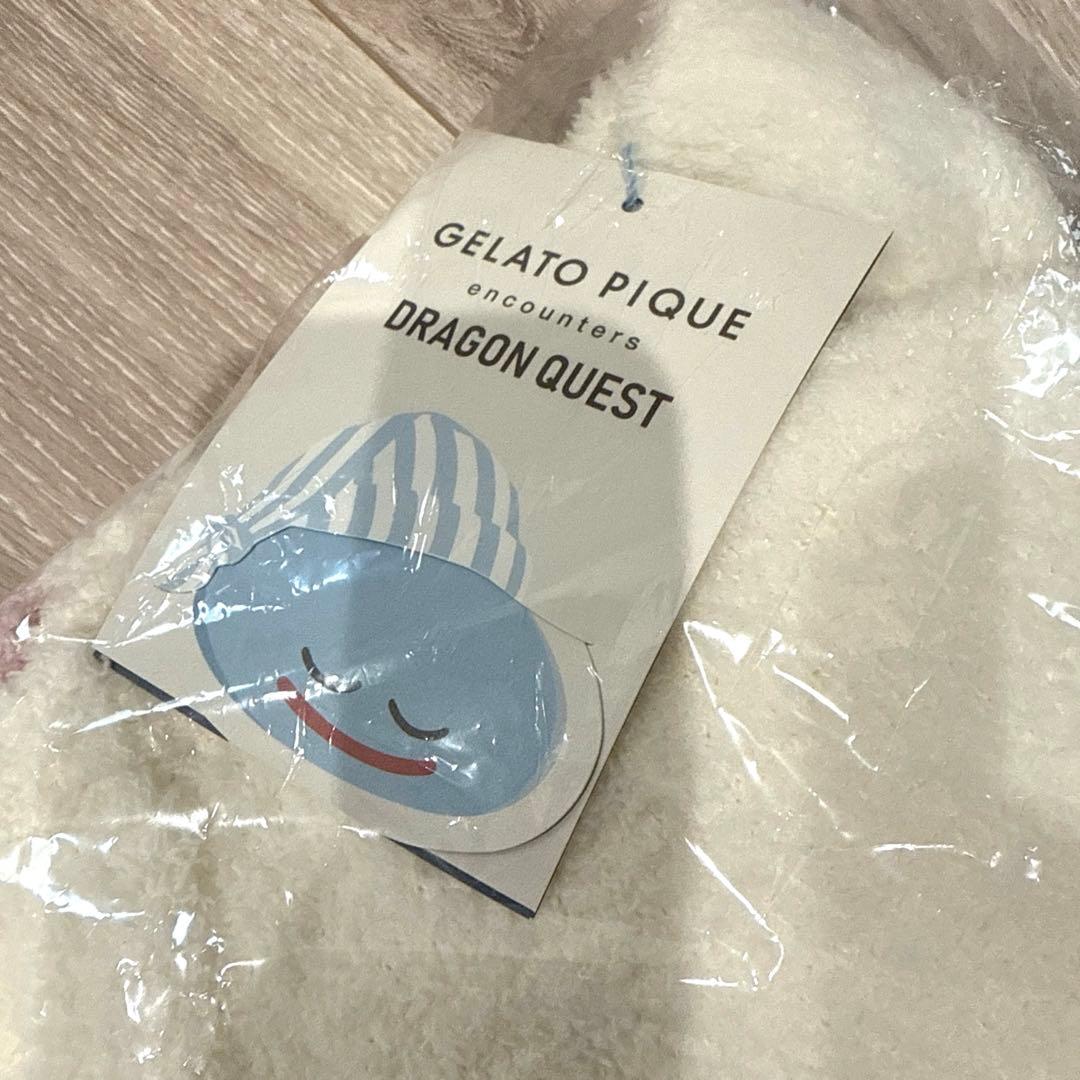 GELATO PIQUE
encounters
DRAGON QUEST